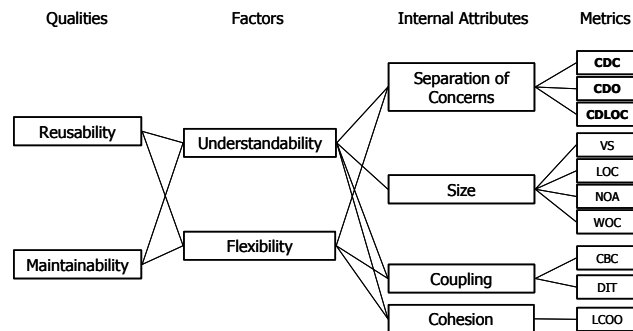 Qualities Factors Internal Attributes Metrics
Reusability
Maintainability
Understandability
Flexibility
Separation of
Concerns
Size
Coupling
Cohesion
CDC
CDO
CDLOC
VS
LOC
NOA
WOC
CBC
DIT
LCOO